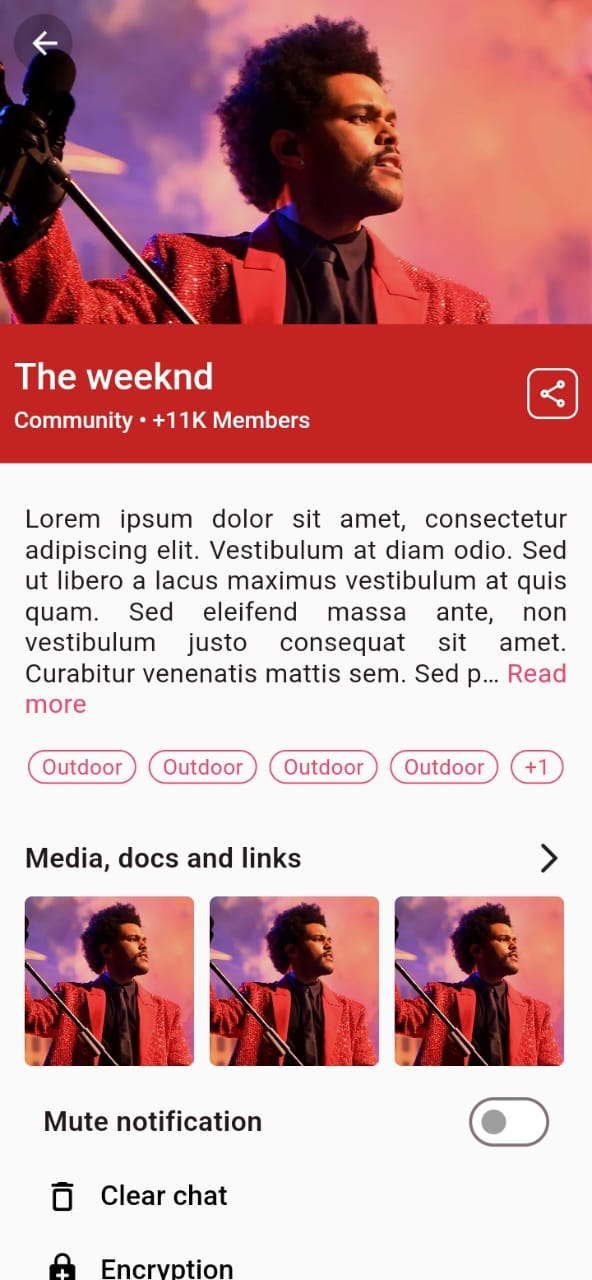 The weeknd
Community • +11K Members
Lorem ipsum dolor sit amet, consectetur
adipiscing elit. Vestibulum at diam odio. Sed
ut libero a lacus maximus vestibulum at quis
quam. Sed eleifend massa ante, non
vestibulum justo consequat sit amet.
Curabitur venenatis mattis sem. Sed p... Read
more
Outdoor Outdoor Outdoor Outdoor +1
Media, docs and links
Mute notification
Clear chat
Encryption